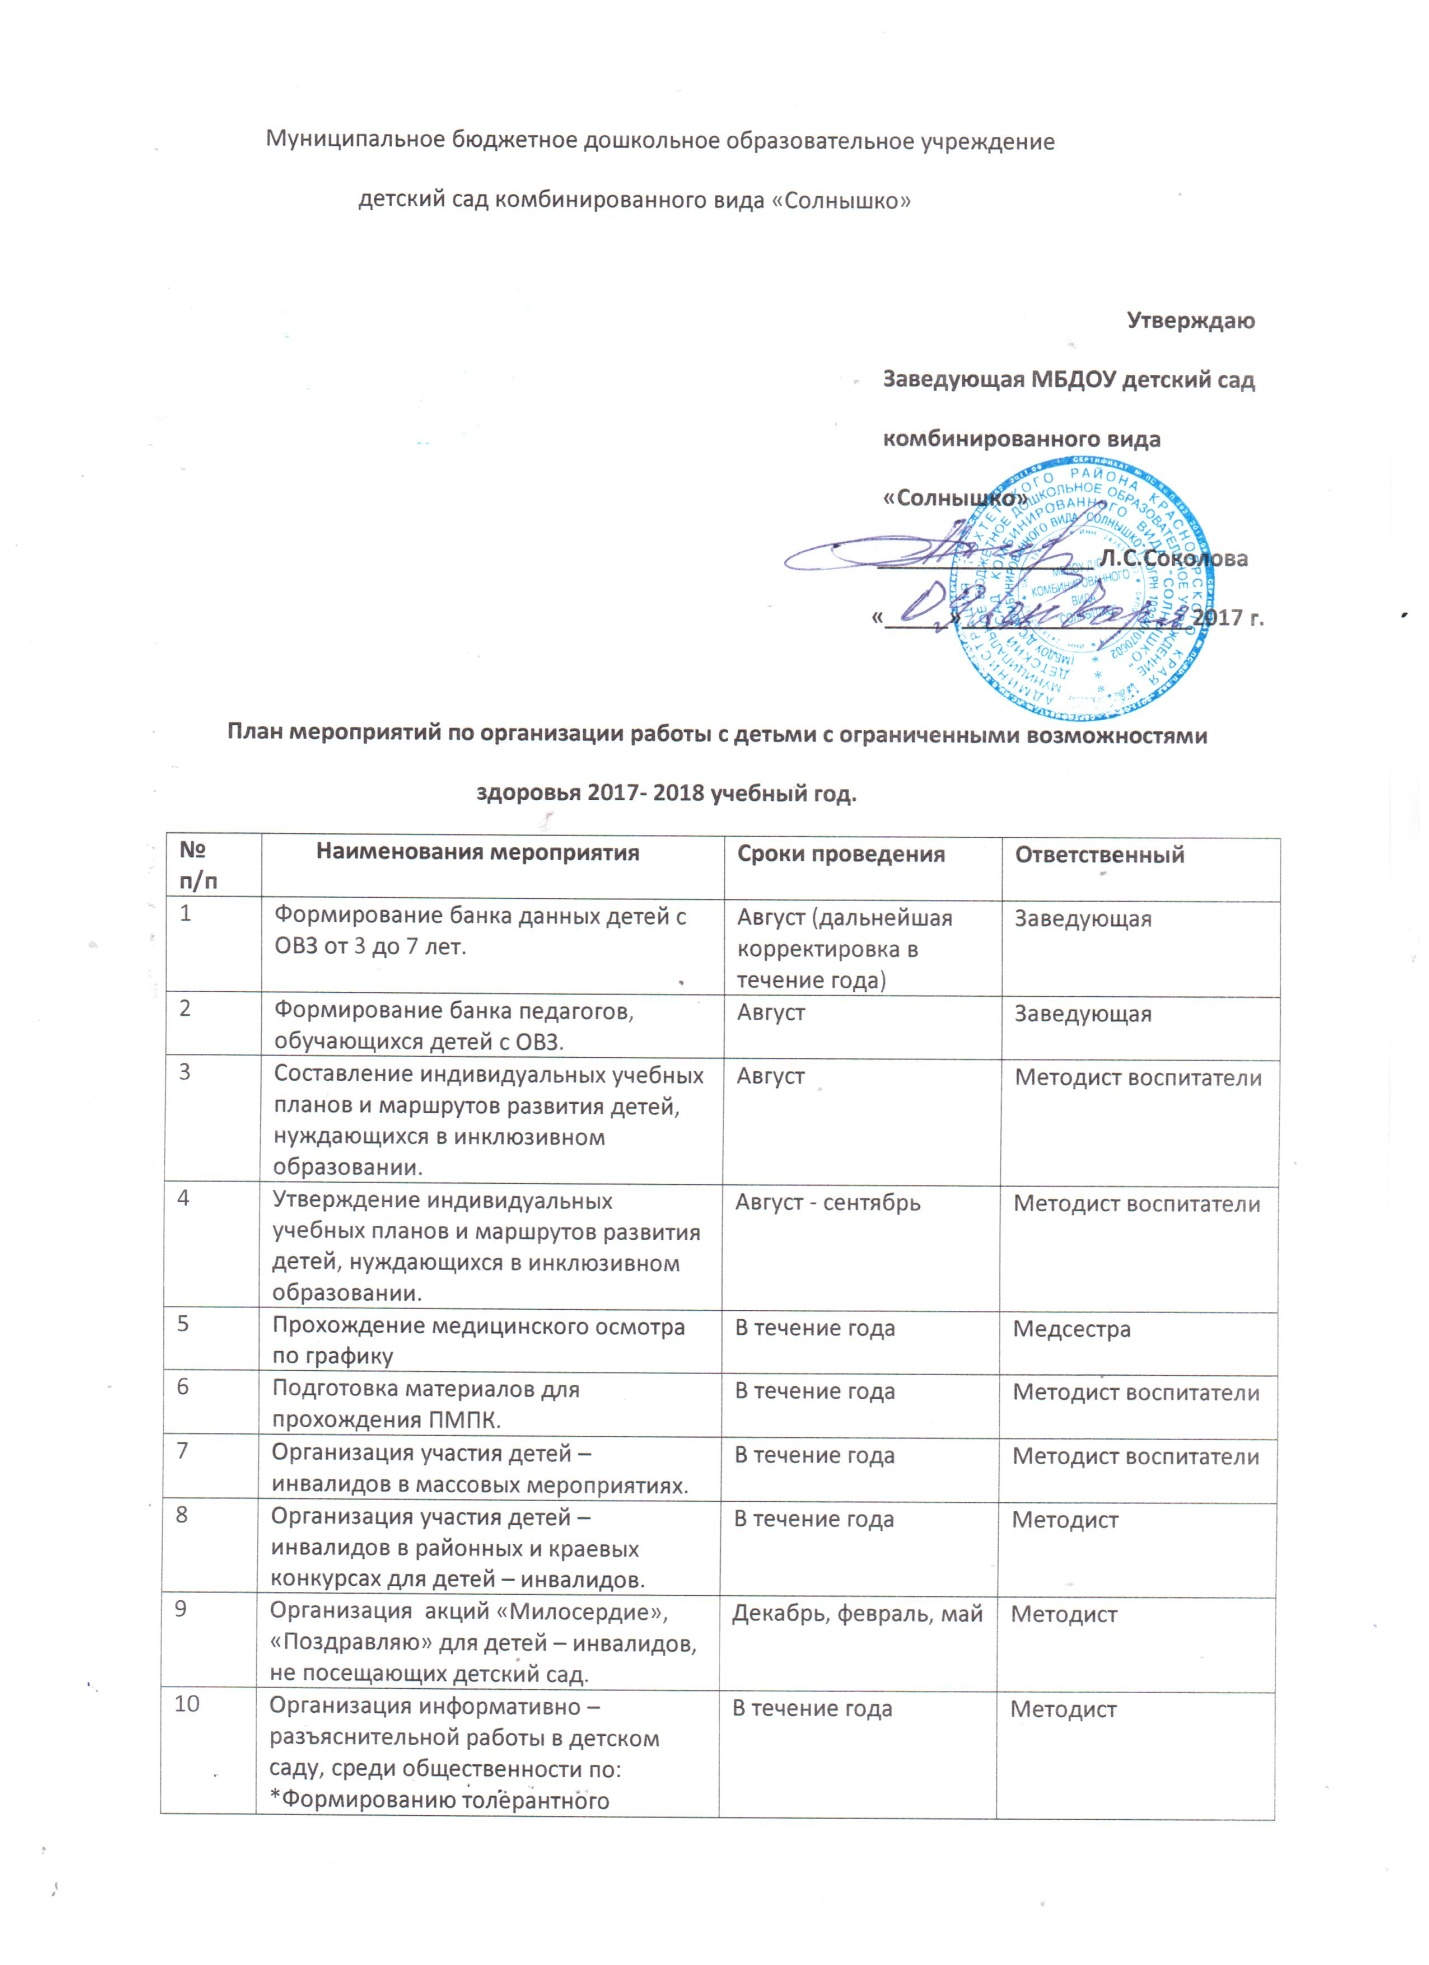 Муниципальное бюджетное дошкольное образовательное учреждение
детский сад комбинированного вида «Солнышко»
Утверждаю
Заведующая МБДОУ детский сад
комбинированного вида
«Солнышко»
Л.С.Соколова
« » 2017 г.
План мероприятий по организации работы с детьми с ограниченными возможностями
здоровья 2017- 2018 учебный год.
№ Наименования мероприятия Сроки проведения Ответственный
п/п
1 Формирование банка данных детей с Август (дальнейшая Заведующая
ОВЗ от 3 до 7 лет. корректировка в
течение года)
2 Формирование банка педагогов, Август Заведующая
обучающихся детей с ОВЗ.
3 Составление индивидуальных учебных Август Методист воспитатели
планов и маршрутов развития детей,
нуждающихся в инклюзивном
образовании.
4 Утверждение индивидуальных Август - сентябрь Методист воспитатели
учебных планов и маршрутов развития
детей, нуждающихся в инклюзивном
образовании.
5 Прохождение медицинского осмотра В течение года Медсестра
по графику
6 Подготовка материалов для В течение года Методист воспитатели
прохождения ПМПК.
7 Организация участия детей – В течение года Методист воспитатели
инвалидов в массовых мероприятиях.
8 Организация участия детей – В течение года Методист
инвалидов в районных и краевых
конкурсах для детей – инвалидов.
9 Организация акций «Милосердие», Декабрь, февраль, май Методист
«Поздравляю» для детей – инвалидов,
не посещающих детский сад.
10 Организация информативно – В течение года Методист
разъяснительной работы в детском
саду, среди общественности по:
*Формированию толерантного